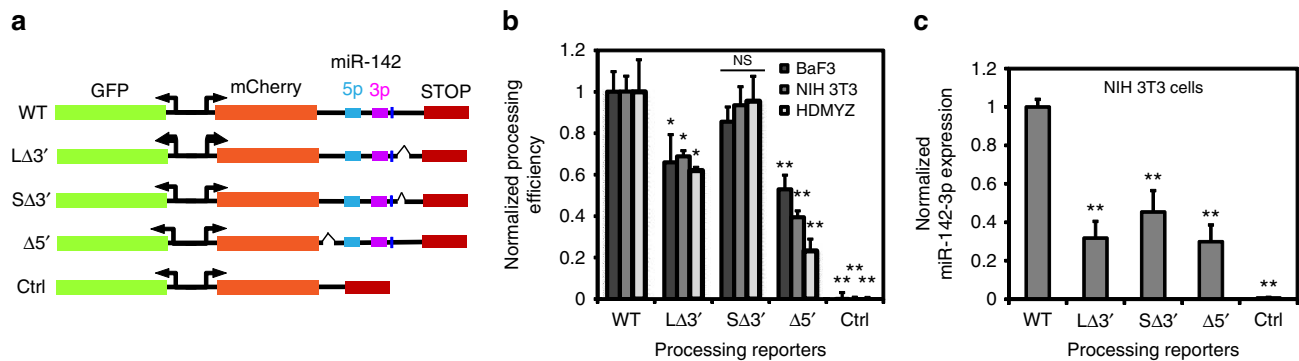 a
miR-142
GFP
mCherry
5p
3p
STOP
WT
LΔ3′
SΔ3′
Δ5′
Ctrl
b
Normalized processing
efficiency
1.2
1
0.8
0.6
0.4
0.2
0
NS
BaF3
NIH 3T3
HDMYZ
*
*
*
**
**
**
**
**
**
WT
LΔ3′
SΔ3′
Δ5′
Ctrl
Processing reporters
c
Normalized
miR-142-3p expression
1.2
1
0.8
0.6
0.4
0.2
0
NIH 3T3 cells
**
**
**
**
WT
LΔ3′
SΔ3′
Δ5′
Ctrl
Processing reporters